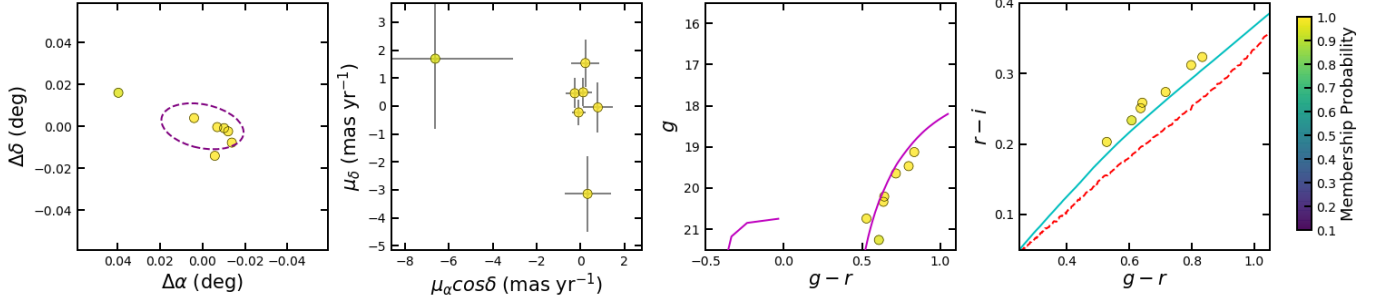 0.04
0.02
0.00
−0.02
−0.04
0.04 0.02 0.00 −0.02 −0.04
Δα (deg)
Δδ (deg)
3
2
1
0
−1
−2
−3
−4
−5
−8 −6 −4 −2 0 2
μαcosδ (mas yr⁻¹)
μδ (mas yr⁻¹)
16
17
18
19
20
21
−0.5 0.0 0.5 1.0
g − r
g
0.4
0.3
0.2
0.1
0.4 0.6 0.8 1.0
g − r
r − i
1.0
0.9
0.8
0.7
0.6
0.5
0.4
0.3
0.2
0.1
Membership Probability